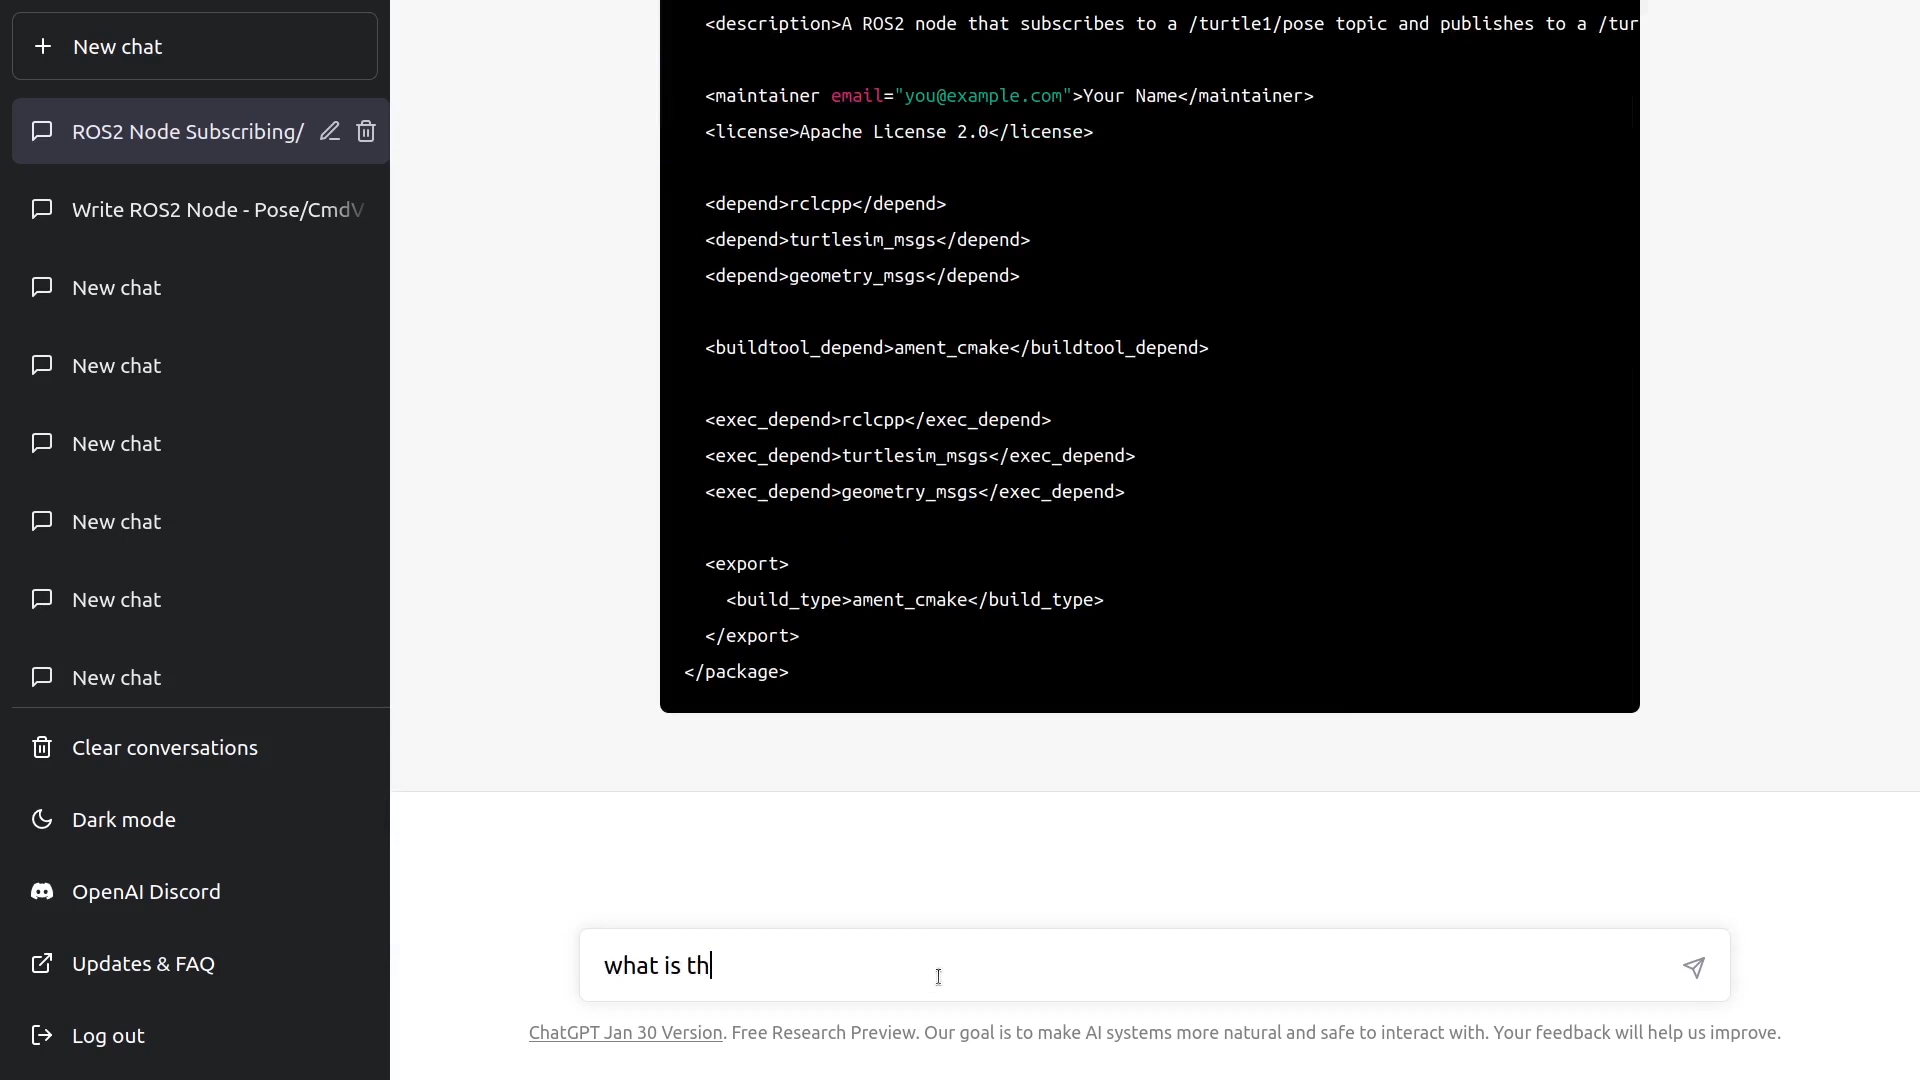 New chat
ROS2 Node Subscribing/
Write ROS2 Node - Pose/CmdV
New chat
New chat
New chat
New chat
New chat
New chat
Clear conversations
Dark mode
OpenAI Discord
Updates & FAQ
Log out
<description>A ROS2 node that subscribes to a /turtle1/pose topic and publishes to a /tur
<maintainer email="you@example.com">Your Name</maintainer>
<license>Apache License 2.0</license>
<depend>rclcpp</depend>
<depend>turtlesim_msgs</depend>
<depend>geometry_msgs</depend>
<buildtool_depend>ament_cmake</buildtool_depend>
<exec_depend>rclcpp</exec_depend>
<exec_depend>turtlesim_msgs</exec_depend>
<exec_depend>geometry_msgs</exec_depend>
<export>
<build_type>ament_cmake</build_type>
</export>
</package>
what is th
ChatGPT Jan 30 Version. Free Research Preview. Our goal is to make AI systems more natural and safe to interact with. Your feedback will help us improve.